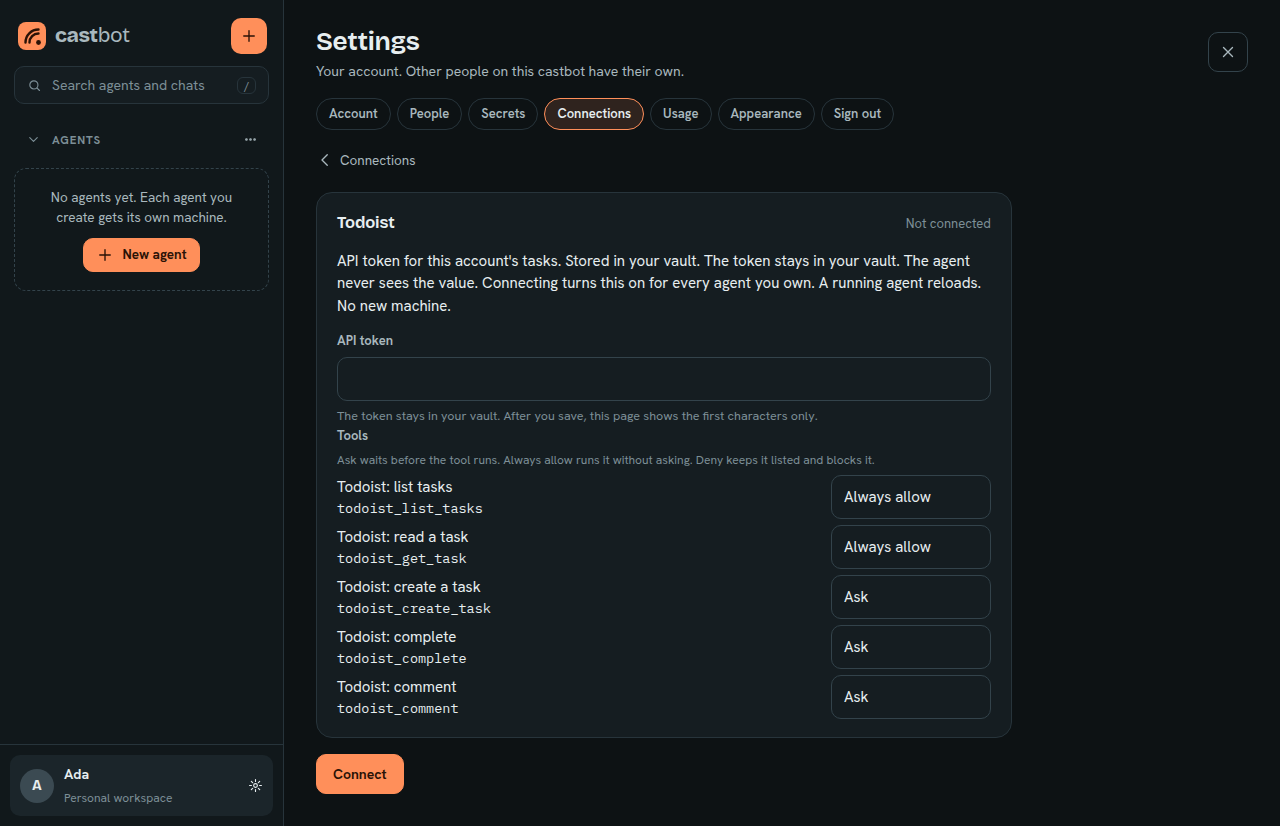 castbot
Search agents and chats
/
AGENTS
No agents yet. Each agent you
create gets its own machine.
New agent
A
Ada
Personal workspace
Settings
Your account. Other people on this castbot have their own.
Account
People
Secrets
Connections
Usage
Appearance
Sign out
Connections
Todoist
Not connected
API token for this account's tasks. Stored in your vault. The token stays in your vault. The agent
never sees the value. Connecting turns this on for every agent you own. A running agent reloads.
No new machine.
API token
The token stays in your vault. After you save, this page shows the first characters only.
Tools
Ask waits before the tool runs. Always allow runs it without asking. Deny keeps it listed and blocks it.
Todoist: list tasks
todoist_list_tasks
Always allow
Todoist: read a task
todoist_get_task
Always allow
Todoist: create a task
todoist_create_task
Ask
Todoist: complete
todoist_complete
Ask
Todoist: comment
todoist_comment
Ask
Connect